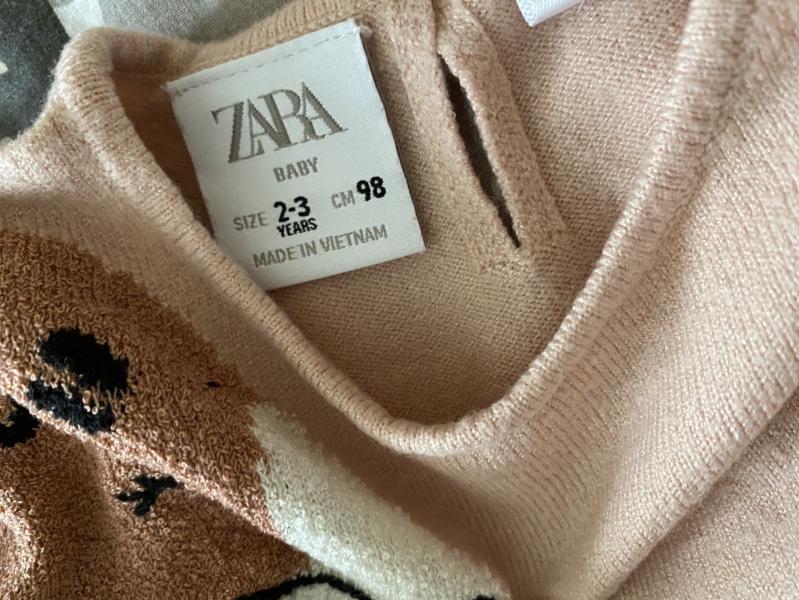 ZARA
BABY
SIZE 2-3 YEARS CM 98
MADE IN VIETNAM